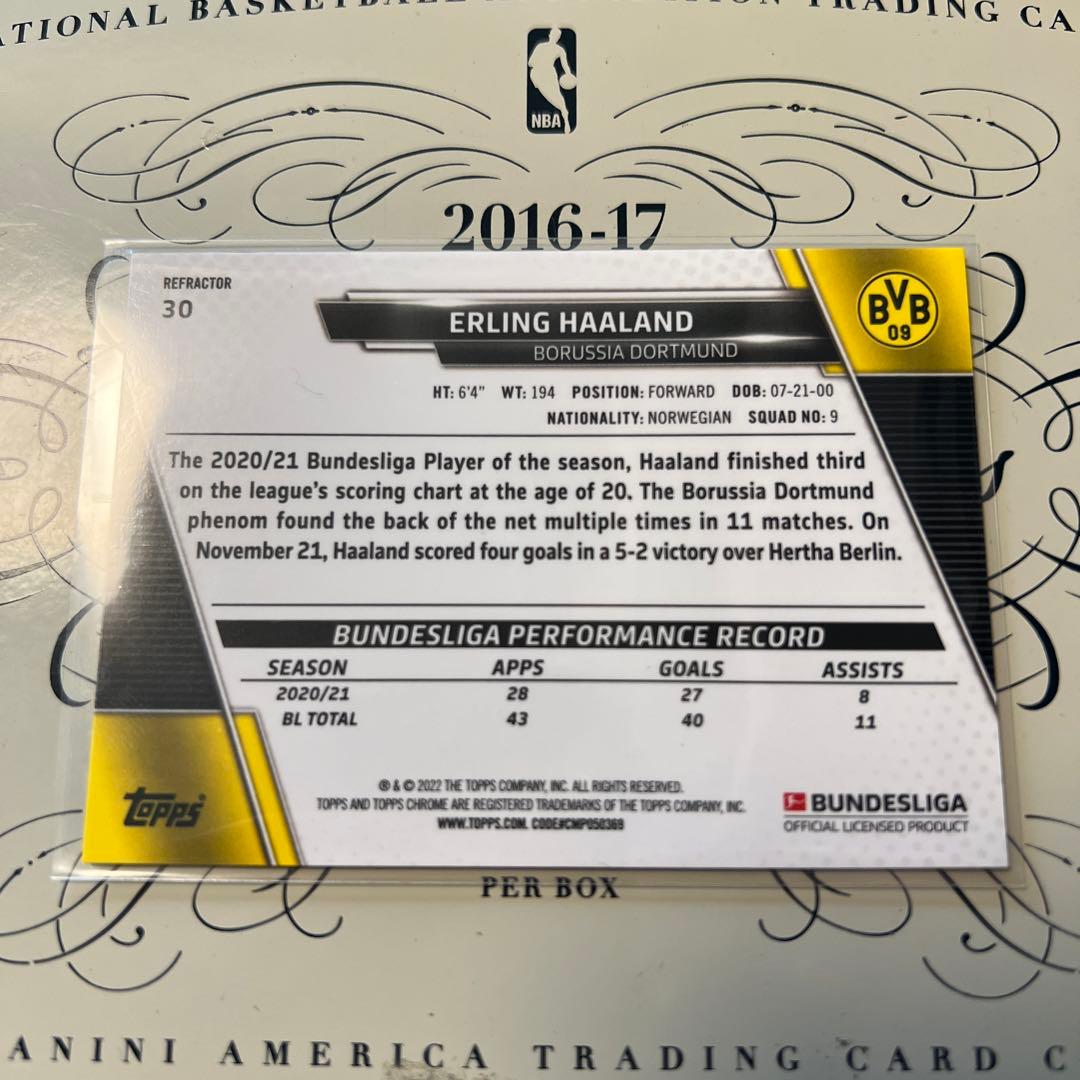 TRADING CA
NBA
2016-17
REFRACTOR
30
ERLING HAALAND
BORUSSIA DORTMUND
BVB
09
HT: 6'4" WT: 194 POSITION: FORWARD DOB: 07-21-00
NATIONALITY: NORWEGIAN SQUAD NO: 9
The 2020/21 Bundesliga Player of the season, Haaland finished third
on the league's scoring chart at the age of 20. The Borussia Dortmund
phenom found the back of the net multiple times in 11 matches. On
November 21, Haaland scored four goals in a 5-2 victory over Hertha Berlin.
BUNDESLIGA PERFORMANCE RECORD
SEASON APPS GOALS ASSISTS
2020/21 28 27 8
BL TOTAL 43 40 11
® & © 2022 THE TOPPS COMPANY, INC. ALL RIGHTS RESERVED.
TOPPS AND TOPPS CHROME ARE REGISTERED TRADEMARKS OF THE TOPPS COMPANY, INC.
WWW.TOPPS.COM. CODE#CMP050369
topps
BUNDESLIGA
OFFICIAL LICENSED PRODUCT
PER BOX
ANINI AMERICA TRADING CARD C